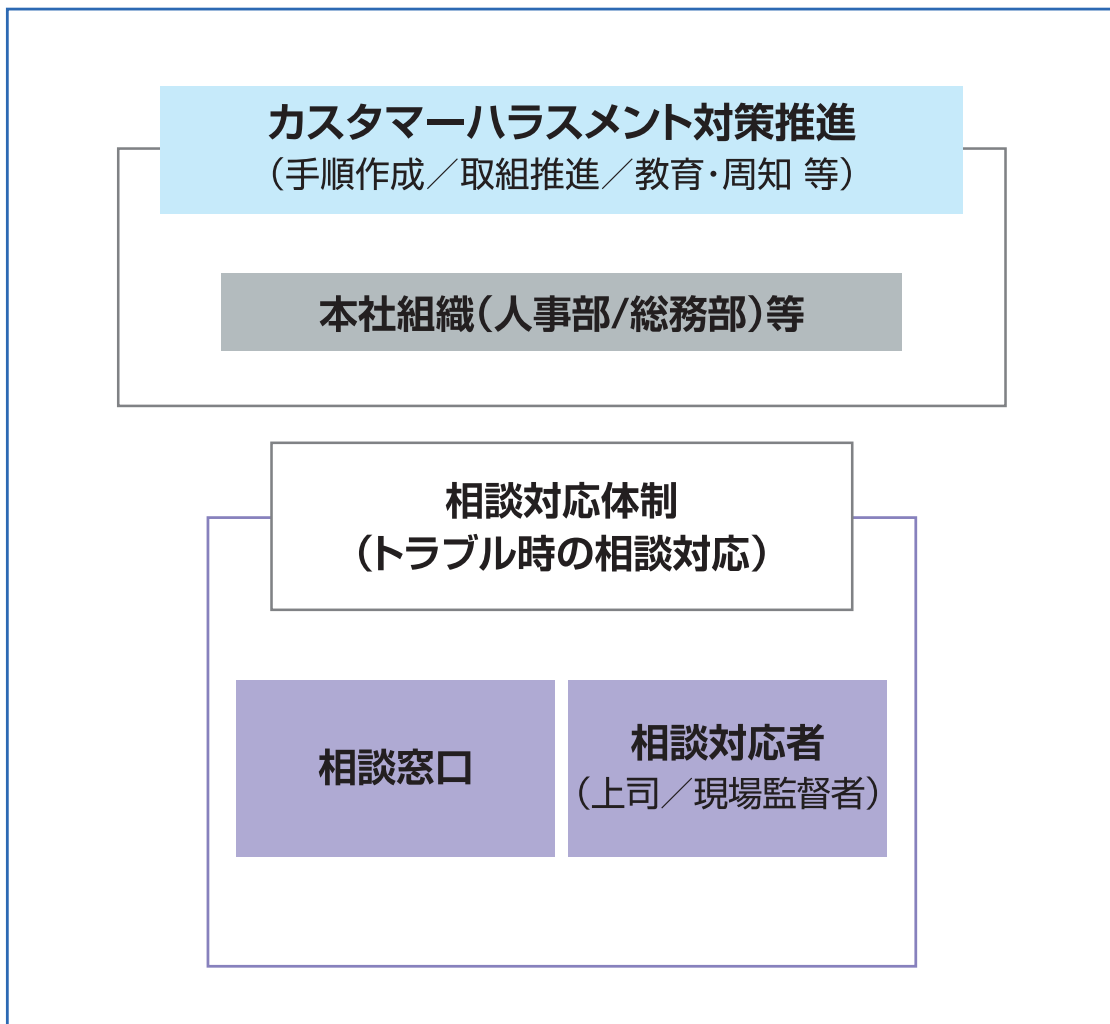 カスタマーハラスメント対策推進
（手順作成／取組推進／教育・周知 等）
本社組織（人事部/総務部）等
相談対応体制
（トラブル時の相談対応）
相談窓口
相談対応者
（上司／現場監督者）